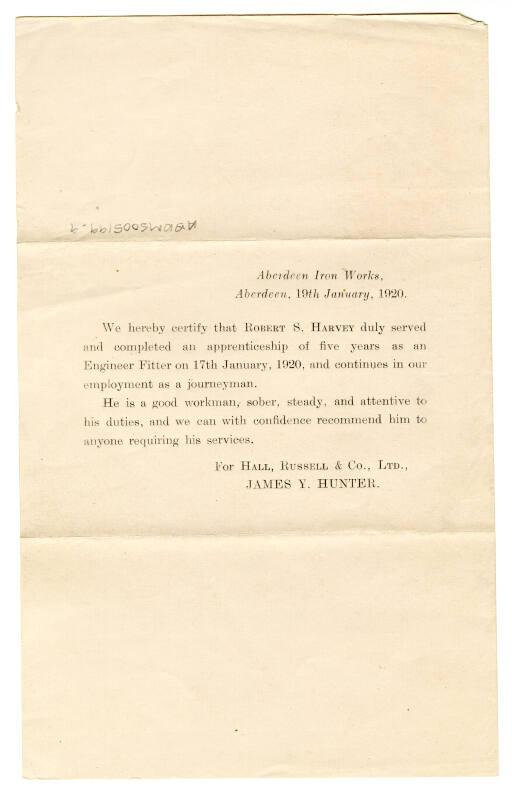 ABDMS005199-9
Aberdeen Iron Works,
Aberdeen, 19th January, 1920.
We hereby certify that ROBERT S. HARVEY duly served
and completed an apprenticeship of five years as an
Engineer Fitter on 17th January, 1920, and continues in our
employment as a journeyman.
He is a good workman, sober, steady, and attentive to
his duties, and we can with confidence recommend him to
anyone requiring his services.
For HALL, RUSSELL & CO., LTD.,
JAMES Y. HUNTER.